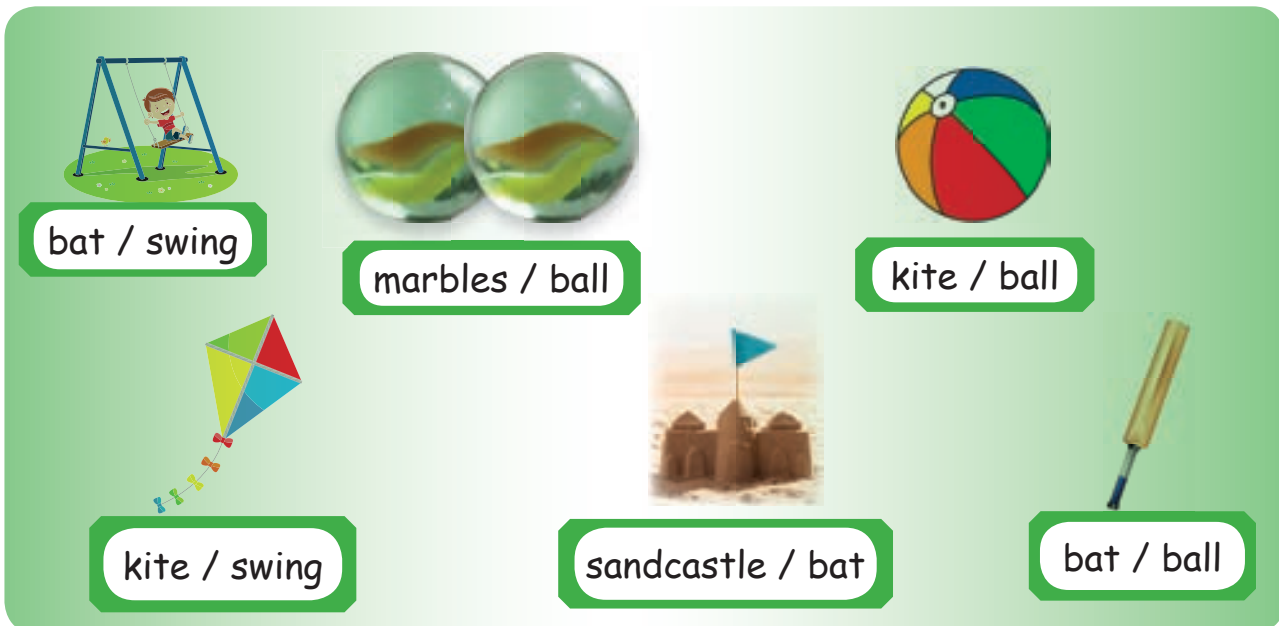 bat / swing
marbles / ball
kite / ball
kite / swing
sandcastle / bat
bat / ball